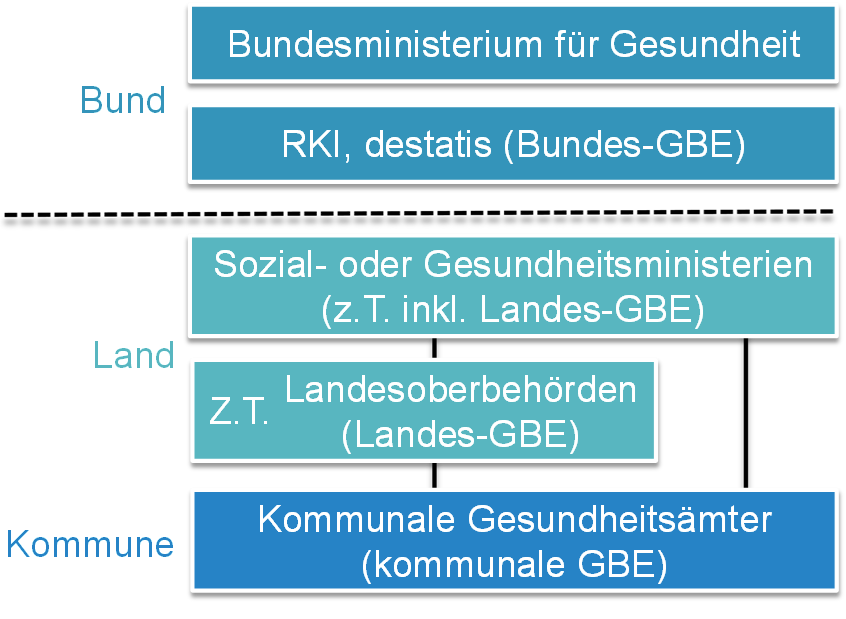 Bundesministerium für Gesundheit
Bund
RKI, destatis (Bundes-GBE)
Sozial- oder Gesundheitsministerien
(z.T. inkl. Landes-GBE)
Land
Z.T. Landesoberbehörden
(Landes-GBE)
Kommunale Gesundheitsämter
Kommune
(kommunale GBE)